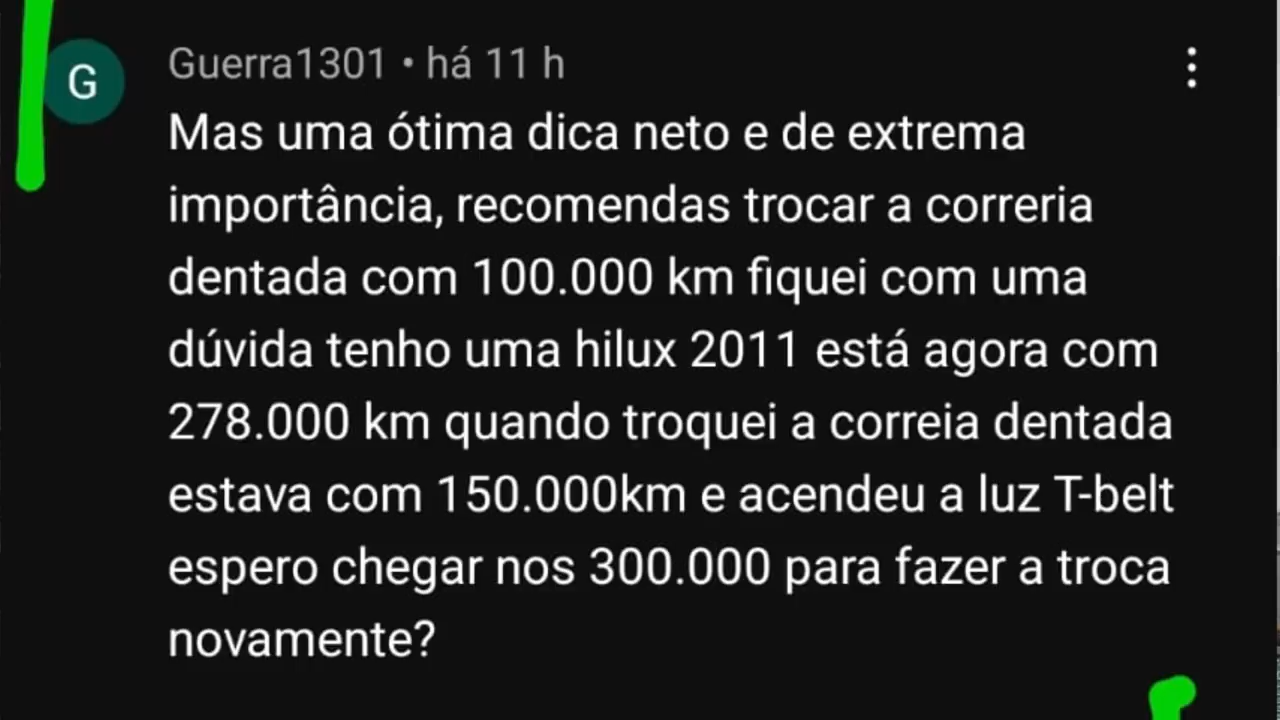 G
Guerra1301 • há 11 h
Mas uma ótima dica neto e de extrema
importância, recomendas trocar a correria
dentada com 100.000 km fiquei com uma
dúvida tenho uma hilux 2011 está agora com
278.000 km quando troquei a correia dentada
estava com 150.000km e acendeu a luz T-belt
espero chegar nos 300.000 para fazer a troca
novamente?